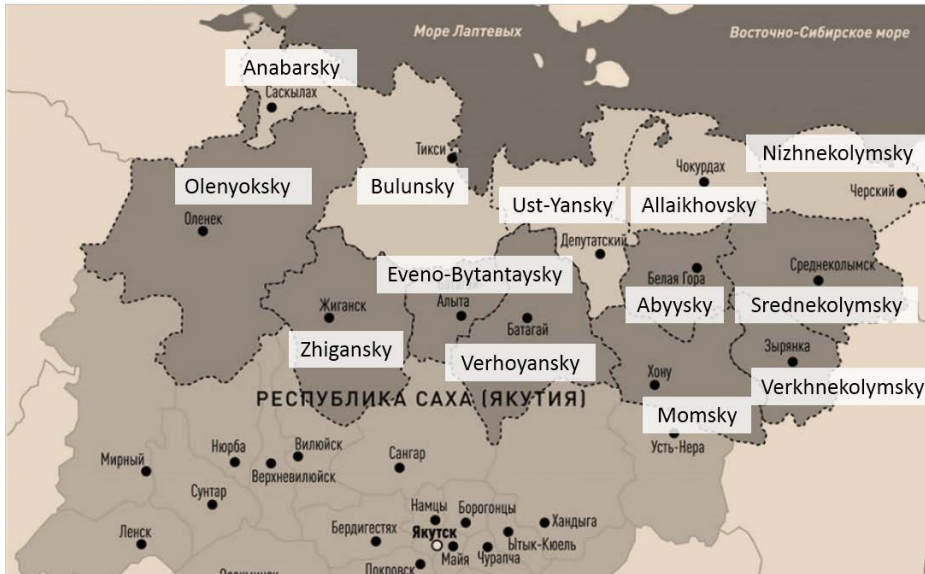 Море Лаптевых
Восточно-Сибирское море
Anabarsky
Саскылах
Тикси
Чокурдах
Nizhnekolymsky
Olenyoksky
Bulunsky
Черский
Ust-Yansky
Allaikhovsky
Оленек
Депутатский
Eveno-Bytantaysky
Белая Гора
Среднеколымск
Жиганск
Алыта
Abyysky
Srednekolymsky
Батагай
Zhigansky
Verhoyansky
Хону
Зырянка
Verkhnekolymsky
РЕСПУБЛИКА САХА (ЯКУТИЯ)
Momsky
Усть-Нера
Мирный
Нюрба
Вилюйск
Верхневилюйск
Сангар
Сунтар
Намцы
Борогонцы
Хандыга
Ленск
Бердигестях
Якутск
Майя
Чурапча
Ытык-Кюель
Покровск